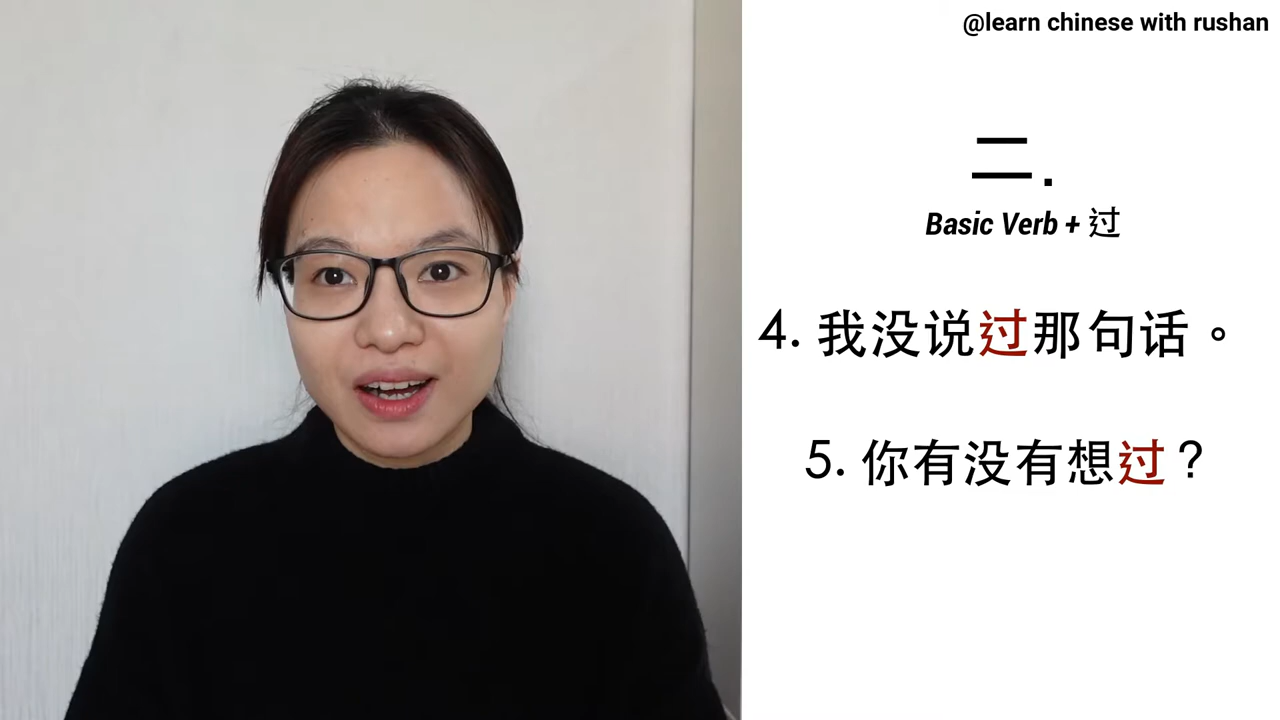 @learn chinese with rushan
二.
Basic Verb + 过
4. 我没说过那句话。
5. 你有没有想过？